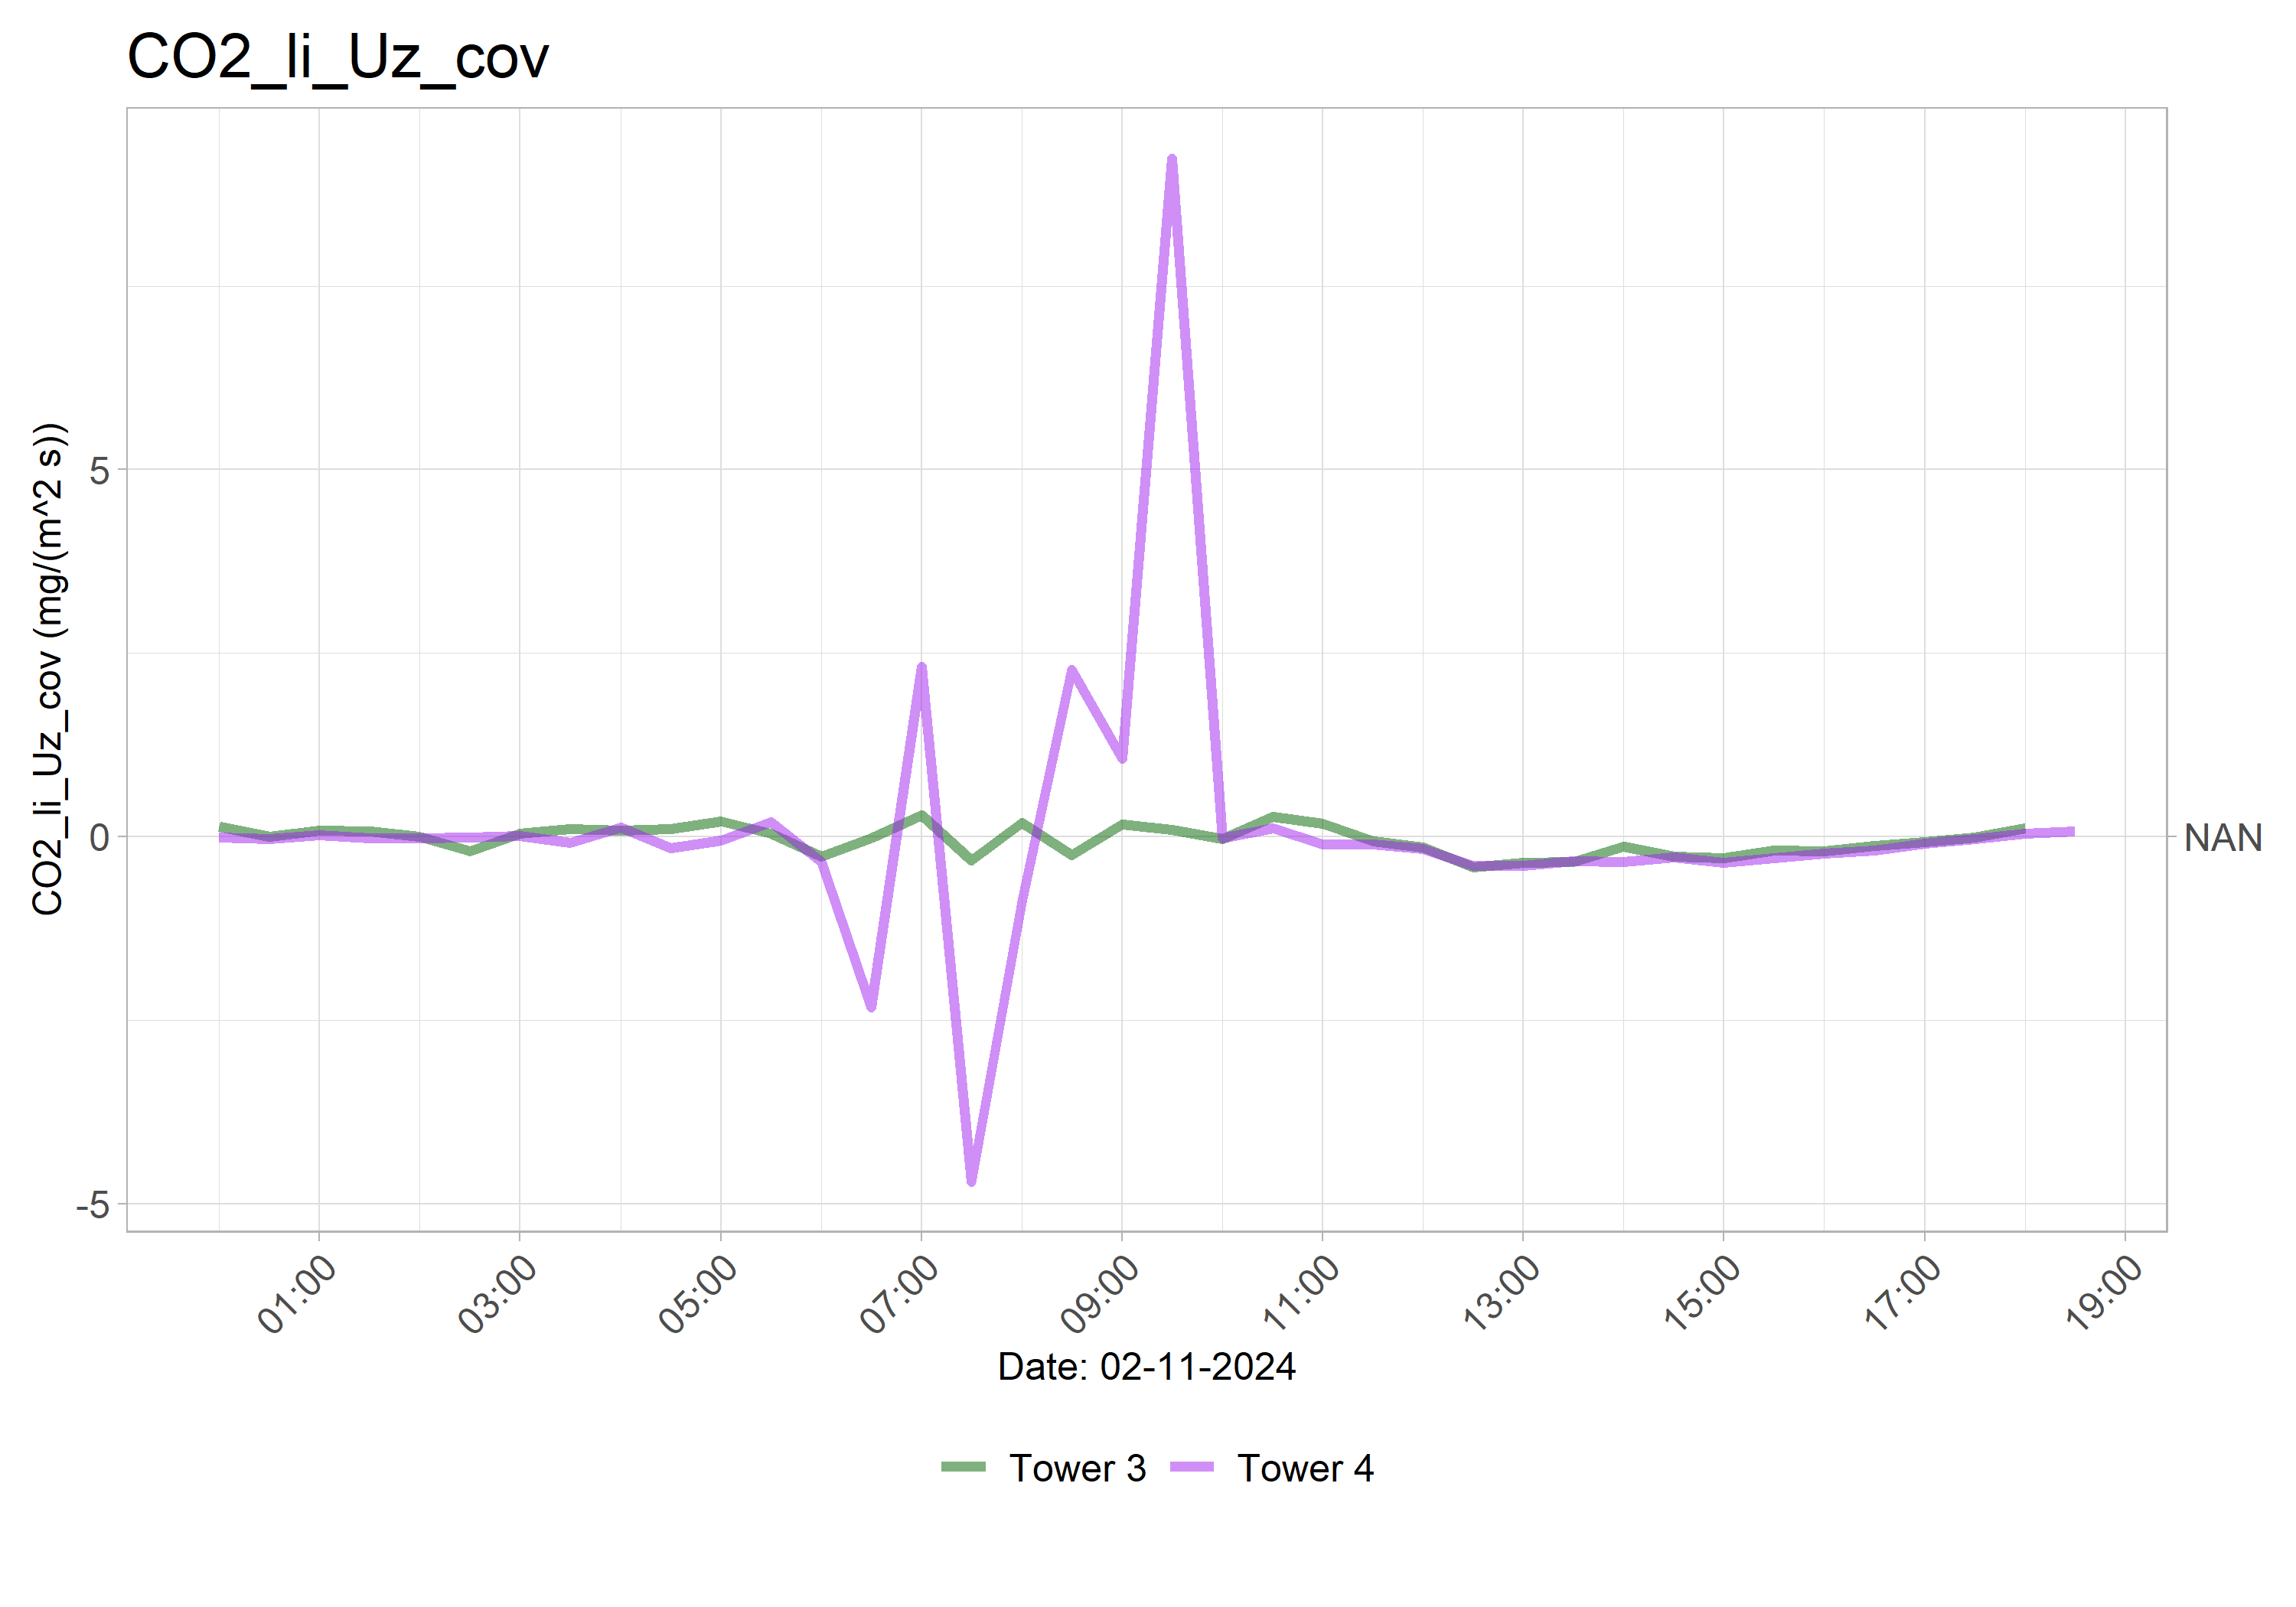 CO2_li_Uz_cov
CO2_li_Uz_cov (mg/(m^2 s))
5
0
-5
NAN
01:00
03:00
05:00
07:00
09:00
11:00
13:00
15:00
17:00
19:00
Date: 02-11-2024
Tower 3
Tower 4